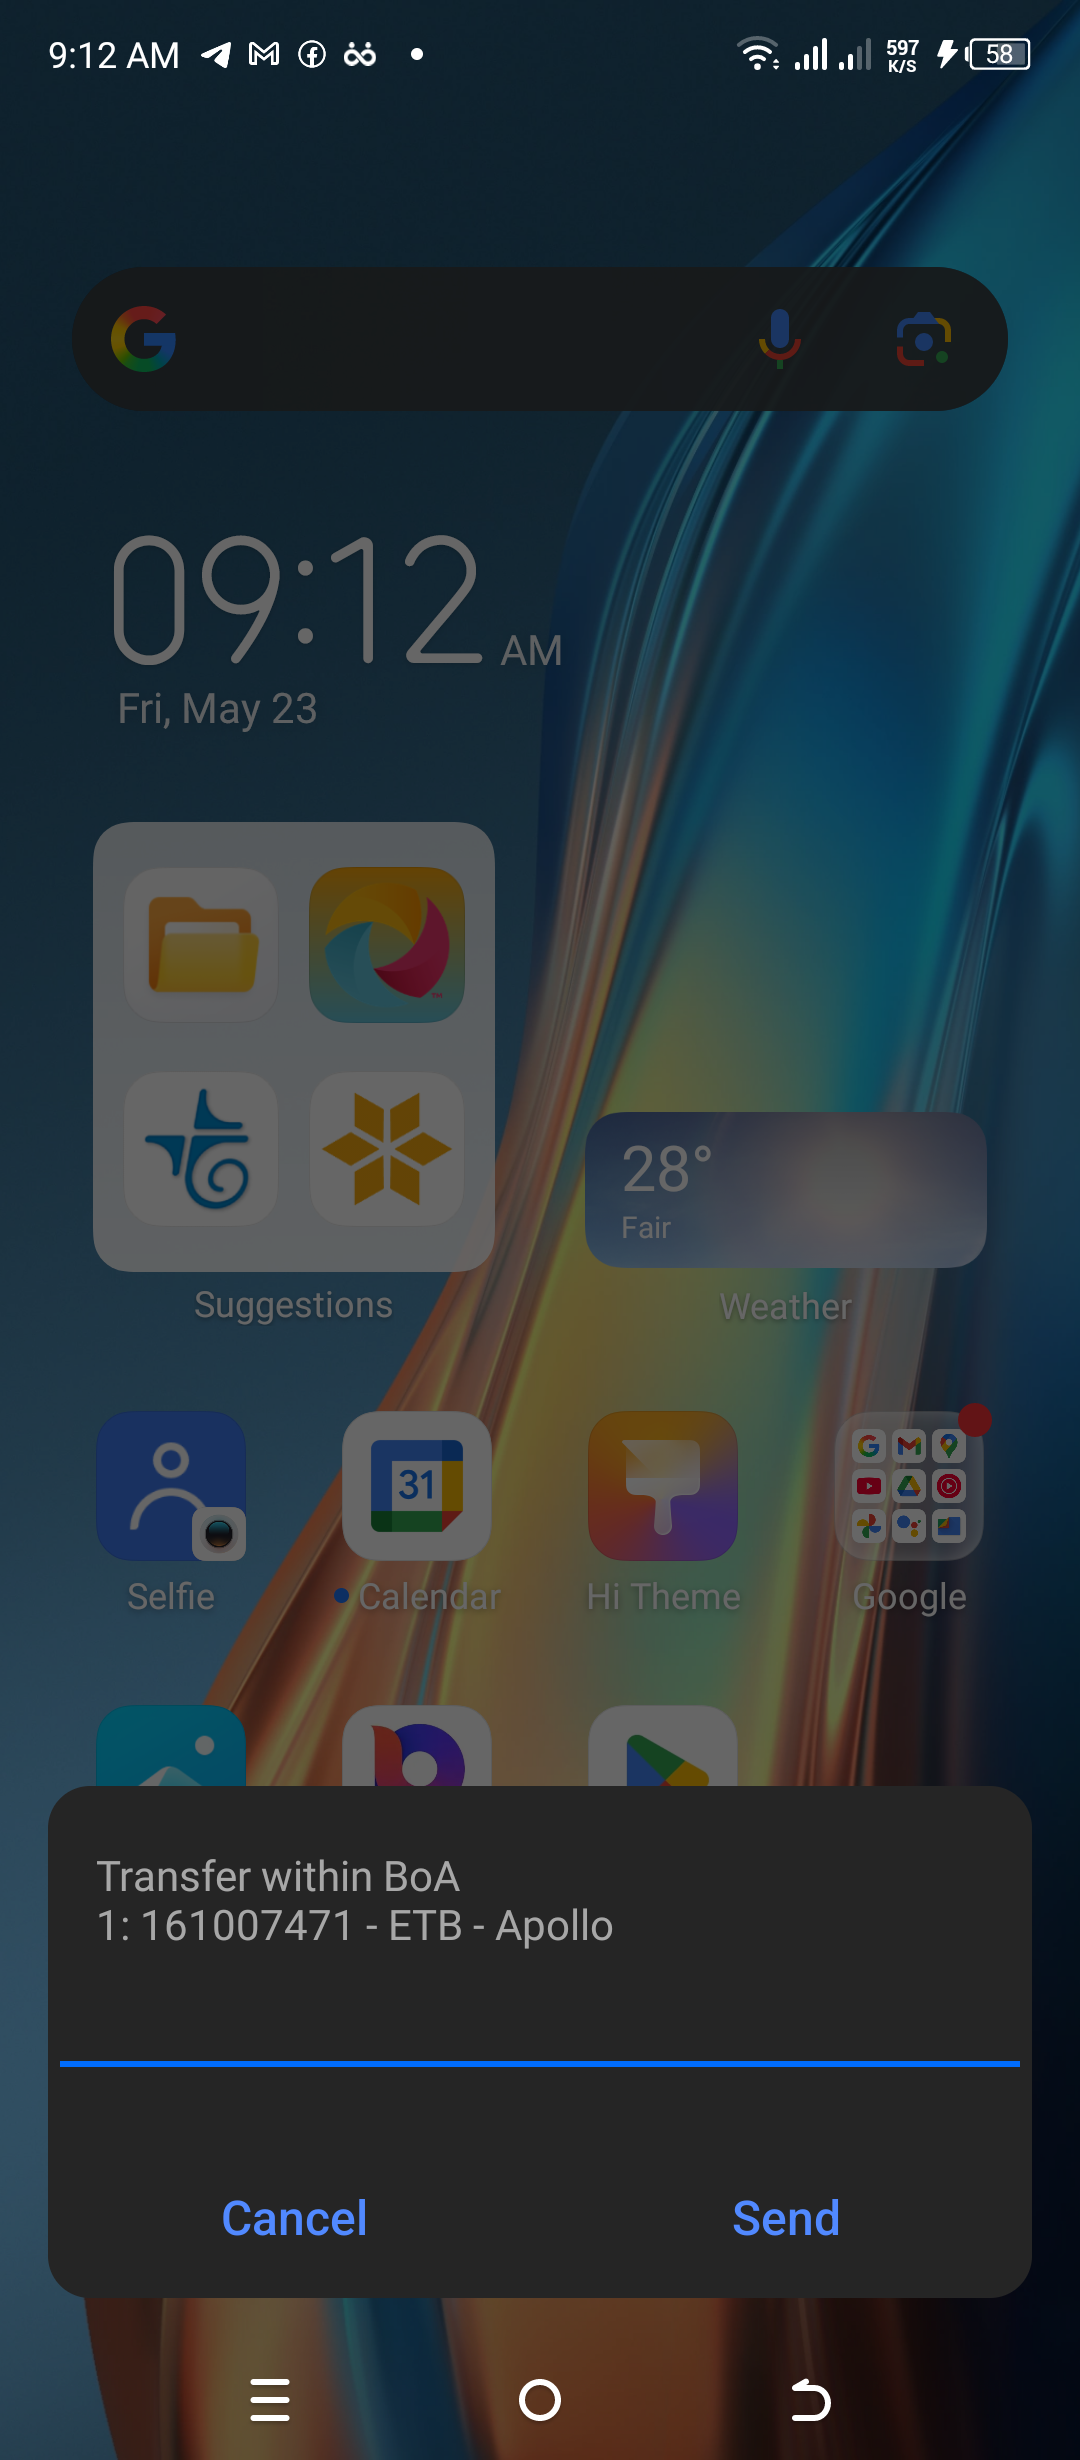 9:12 AM
597
K/S
58
09:12 AM
Fri, May 23
28°
Fair
Suggestions
Weather
31
Selfie
Calendar
Hi Theme
Google
Transfer within BoA
1: 161007471 - ETB - Apollo
Cancel
Send